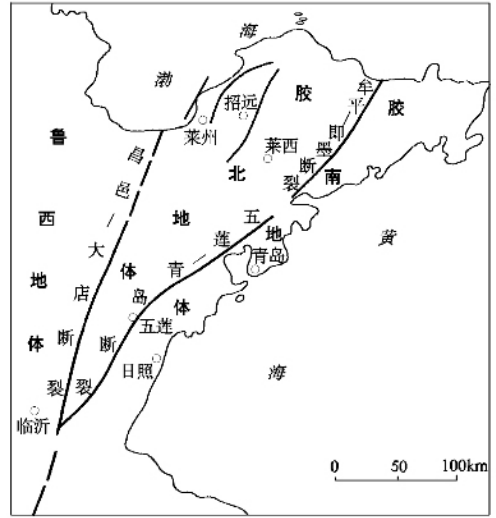 渤
海
鲁西地体
胶北地体
胶南地体
昌邑—大店断裂
牟平—即墨断裂
五莲—青岛断裂
招远
莱州
莱西
青岛
五莲
日照
临沂
黄
海
0 50 100km